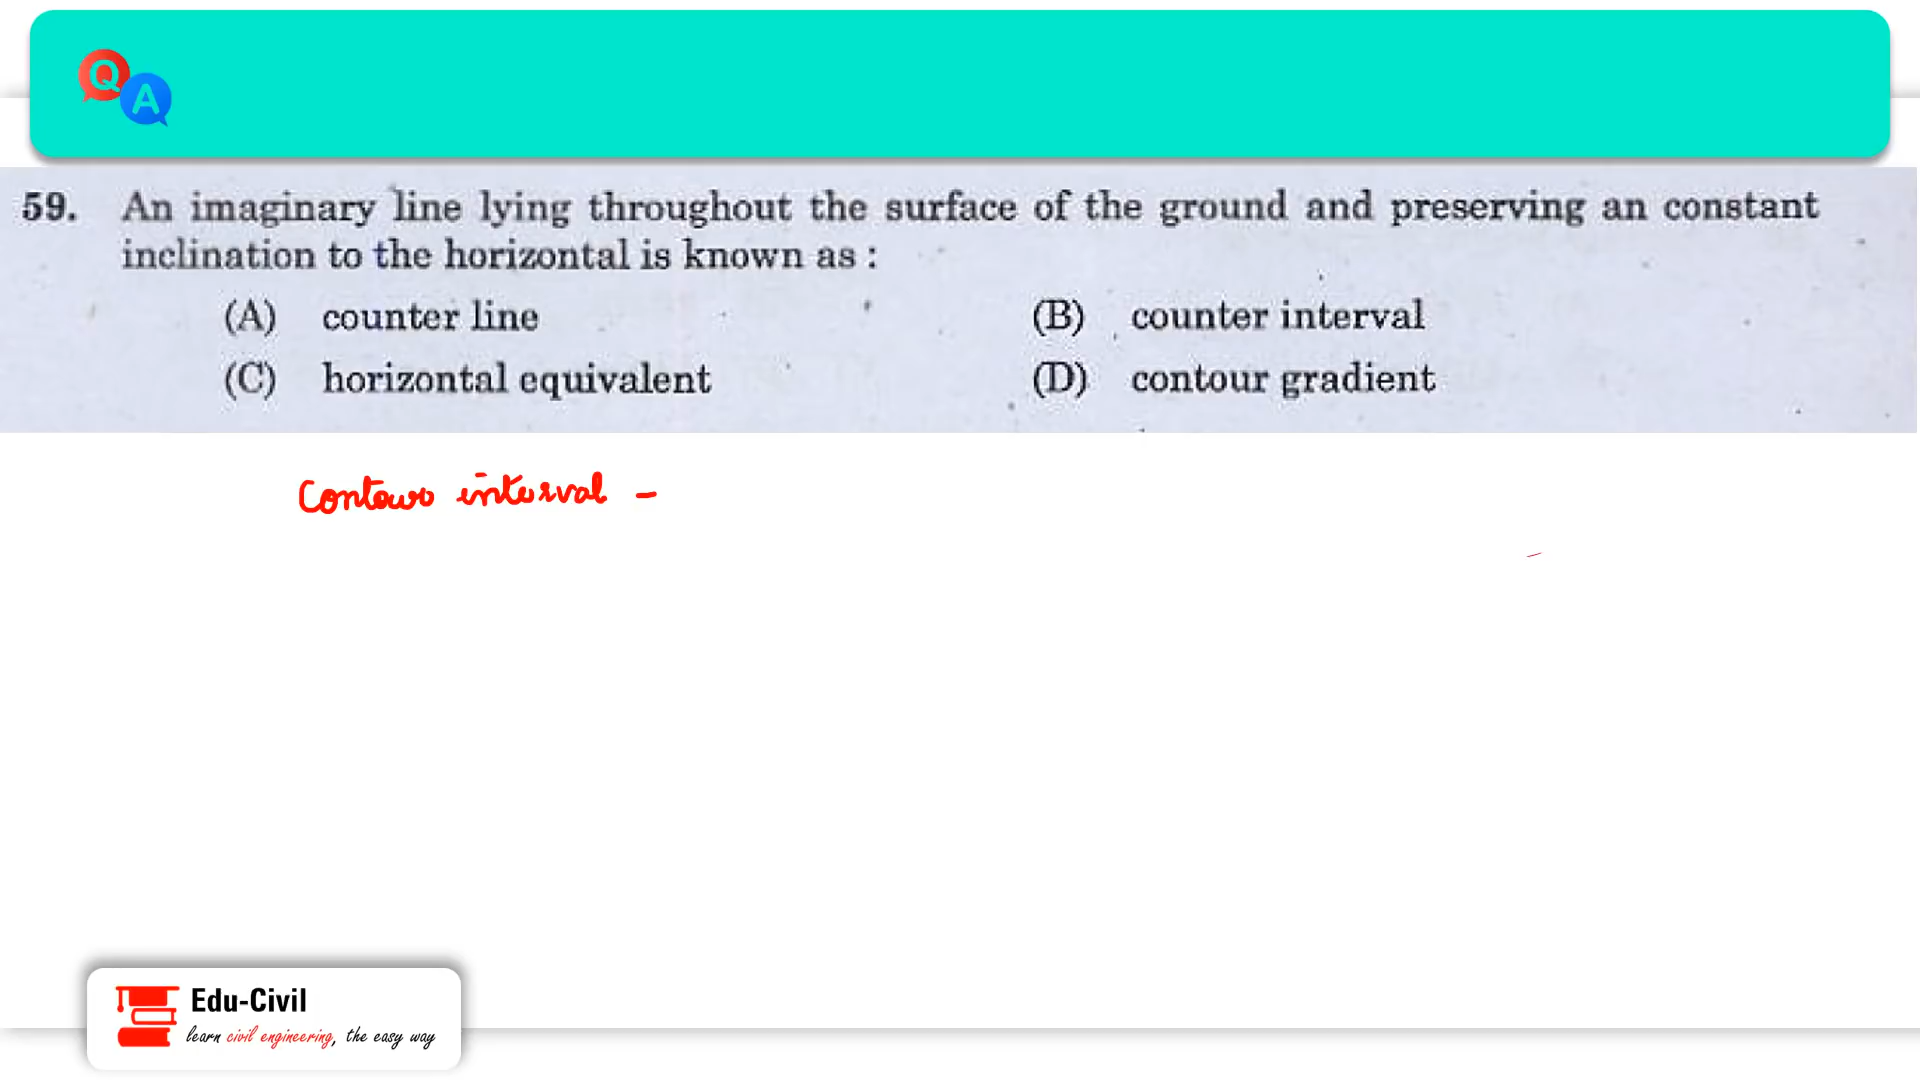 Q
A
59. An imaginary line lying throughout the surface of the ground and preserving an constant
inclination to the horizontal is known as :
(A) counter line (B) counter interval
(C) horizontal equivalent (D) contour gradient
Contour interval -
Edu-Civil
learn civil engineering, the easy way